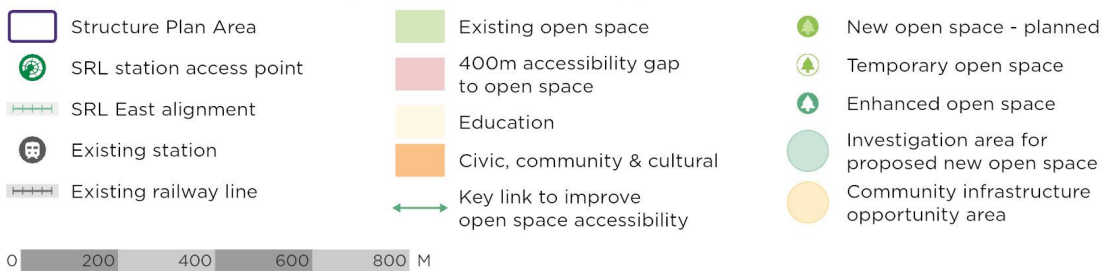 Structure Plan Area
SRL station access point
SRL East alignment
Existing station
Existing railway line
Existing open space
400m accessibility gap
to open space
Education
Civic, community & cultural
Key link to improve
open space accessibility
New open space - planned
Temporary open space
Enhanced open space
Investigation area for
proposed new open space
Community infrastructure
opportunity area
0 200 400 600 800 M